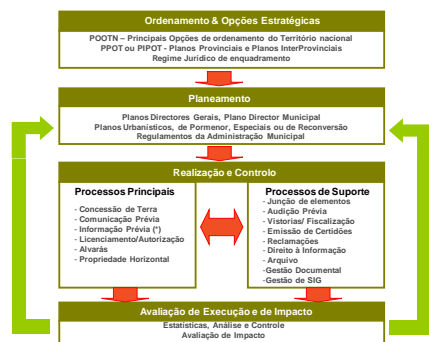 Ordenamento & Opções Estratégicas
POOTN – Principais Opções de ordenamento do Território nacional
PPOT ou PIPOT - Planos Provinciais e Planos InterProvinciais
Regime Jurídico de enquadramento
Planeamento
Planos Directores Gerais, Plano Director Municipal
Planos Urbanísticos, de Pormenor, Especiais ou de Reconversão
Regulamentos da Administração Municipal
Realização e Controlo
Processos Principais
- Concessão de Terra
- Comunicação Prévia
- Informação Prévia (*)
- Licenciamento/Autorização
- Alvarás
- Propriedade Horizontal
Processos de Suporte
- Junção de elementos
- Audição Prévia
- Vistorias/ Fiscalização
- Emissão de Certidões
- Reclamações
- Direito à Informação
- Arquivo
-Gestão Documental
-Gestão de SIG
Avaliação de Execução e de Impacto
Estatísticas, Análise e Controle
Avaliação de Impacto